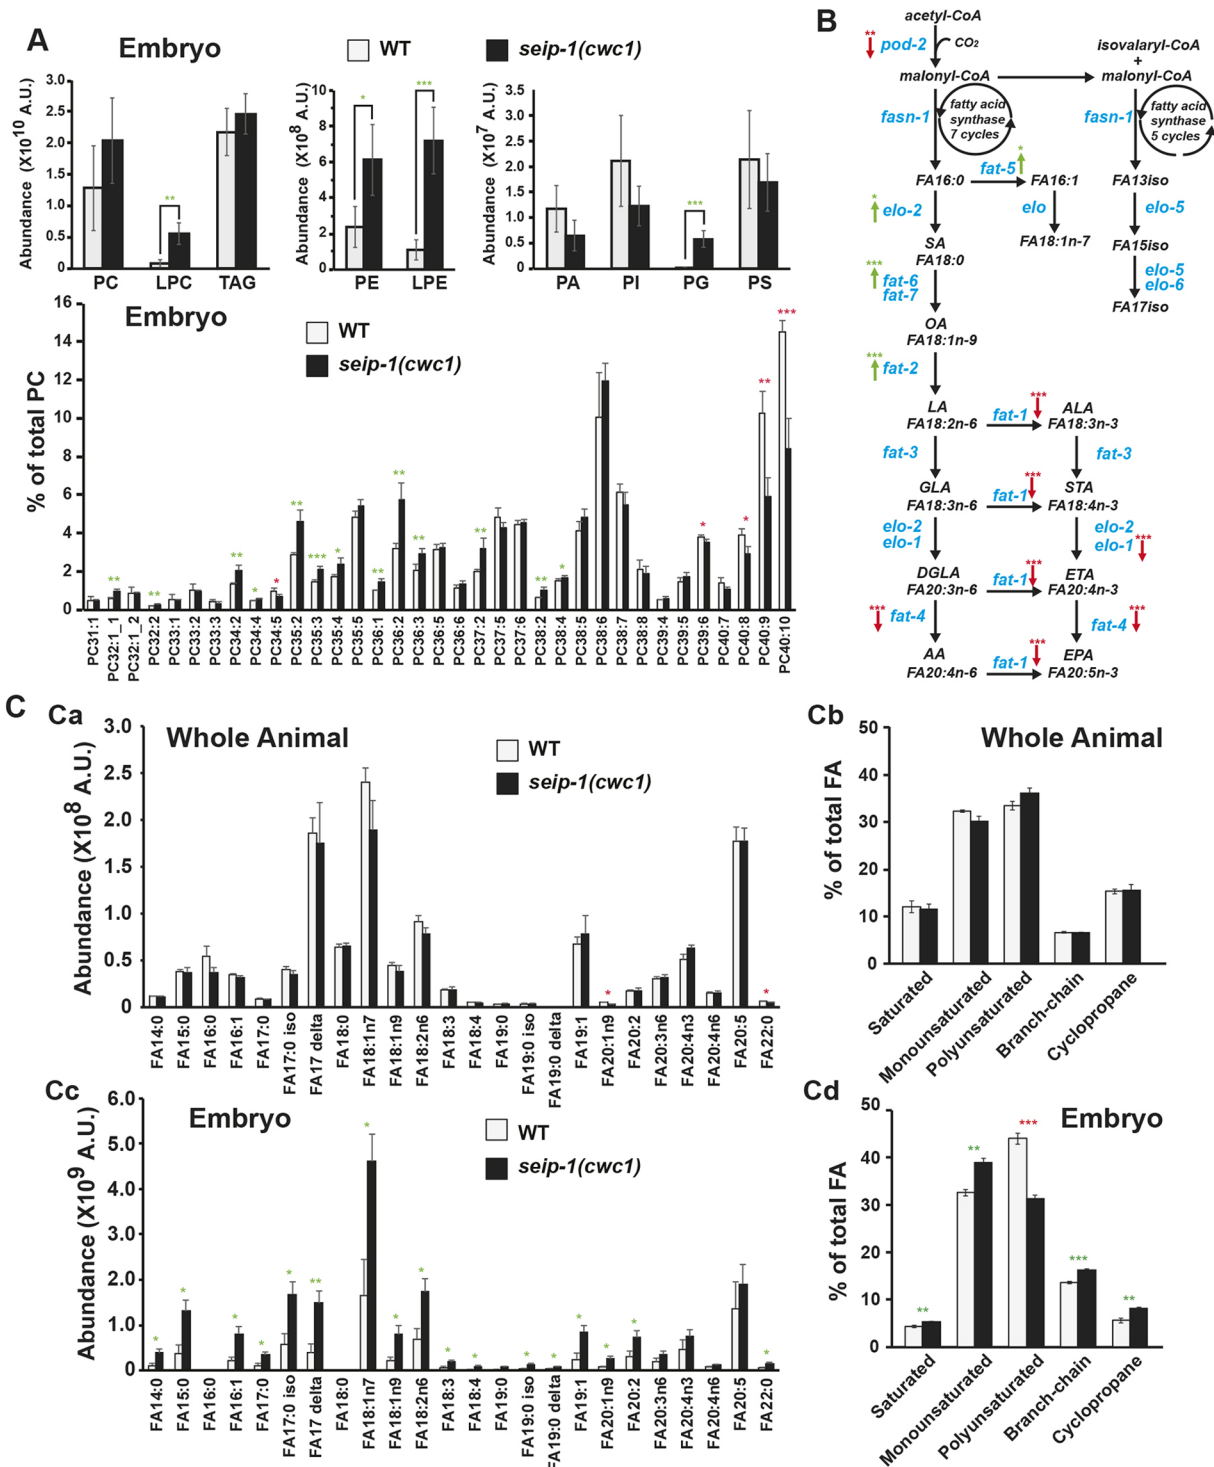 A
Embryo
WT
seip-1(cwc1)
Abundance (X10^10 A.U.)
3.0
2.5
2.0
1.5
1.0
0.5
0
**
PC
LPC
TAG
Abundance (X10^8 A.U.)
10
8
6
4
2
0
*
***
PE
LPE
Abundance (X10^7 A.U.)
3.5
3.0
2.5
2.0
1.5
1.0
0.5
0
***
PA
PI
PG
PS
Embryo
WT
seip-1(cwc1)
% of total PC
16
14
12
10
8
6
4
2
0
** ** ** * * ** *** * ** ** ** ** ** * * * ** ***
PC31:1
PC32:1_1
PC32:1_2
PC32:2
PC33:1
PC33:2
PC33:3
PC34:2
PC34:4
PC34:5
PC35:2
PC35:3
PC35:4
PC35:5
PC36:1
PC36:2
PC36:3
PC36:5
PC36:6
PC37:2
PC37:5
PC37:6
PC38:2
PC38:4
PC38:5
PC38:6
PC38:7
PC38:8
PC39:4
PC39:5
PC39:6
PC40:7
PC40:8
PC40:9
PC40:10
B
acetyl-CoA
** pod-2
CO2
malonyl-CoA
isovalaryl-CoA
+
malonyl-CoA
fasn-1
fatty acid
synthase
7 cycles
fasn-1
fatty acid
synthase
5 cycles
*
fat-5
FA16:0
FA16:1
FA13iso
*
elo-2
elo
elo-5
SA
FA18:0
FA18:1n-7
FA15iso
***
fat-6
fat-7
elo-5
elo-6
FA17iso
OA
FA18:1n-9
***
fat-2
LA
FA18:2n-6
***
fat-1
ALA
FA18:3n-3
fat-3
fat-3
GLA
FA18:3n-6
***
fat-1
STA
FA18:4n-3
elo-2
elo-1
elo-2
elo-1 ***
DGLA
FA20:3n-6
***
fat-1
ETA
FA20:4n-3
*** fat-4
fat-4 ***
AA
FA20:4n-6
***
fat-1
EPA
FA20:5n-3
C
Ca
Whole Animal
WT
seip-1(cwc1)
Abundance (X10^8 A.U.)
3.0
2.5
2.0
1.5
1.0
0.5
0
*
*
FA14:0
FA15:0
FA16:0
FA16:1
FA17:0
FA17:0 iso
FA17 delta
FA18:0
FA18:1n7
FA18:1n9
FA18:2n6
FA18:3
FA18:4
FA19:0
FA19:0 iso
FA19:0 delta
FA19:1
FA20:1n9
FA20:2
FA20:3n6
FA20:4n3
FA20:4n6
FA20:5
FA22:0
Cb
Whole Animal
% of total FA
50
40
30
20
10
0
Saturated
Monounsaturated
Polyunsaturated
Branch-chain
Cyclopropane
Cc
Embryo
WT
seip-1(cwc1)
Abundance (X10^9 A.U.)
6.0
5.0
4.0
3.0
2.0
1.0
0
* * * * * ** * * * * * * * * * * *
FA14:0
FA15:0
FA16:0
FA16:1
FA17:0
FA17:0 iso
FA17 delta
FA18:0
FA18:1n7
FA18:1n9
FA18:2n6
FA18:3
FA18:4
FA19:0
FA19:0 iso
FA19:0 delta
FA19:1
FA20:1n9
FA20:2
FA20:3n6
FA20:4n3
FA20:4n6
FA20:5
FA22:0
Cd
Embryo
% of total FA
50
40
30
20
10
0
**
**
***
***
**
Saturated
Monounsaturated
Polyunsaturated
Branch-chain
Cyclopropane